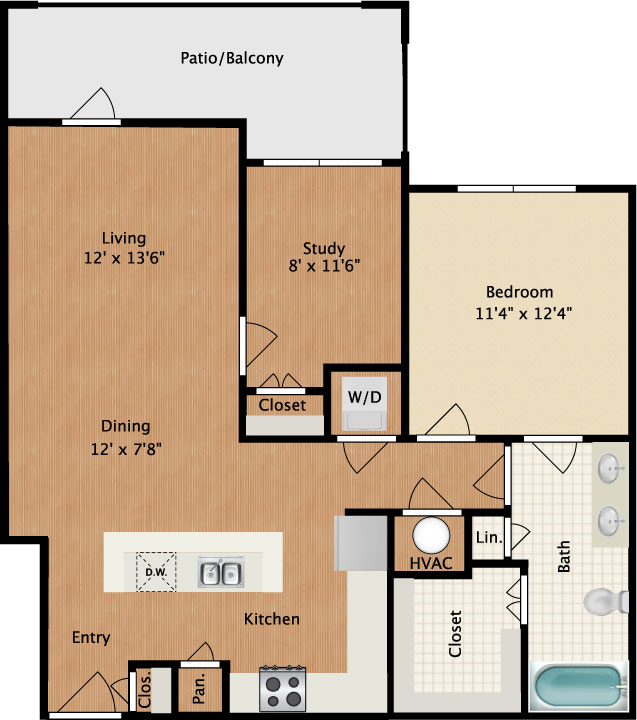 Patio/Balcony
Living
12' x 13'6"
Study
8' x 11'6"
Bedroom
11'4" x 12'4"
W/D
Closet
Dining
12' x 7'8"
Lin.
HVAC
Bath
D.W.
Kitchen
Closet
Entry
Clos.
Pan.